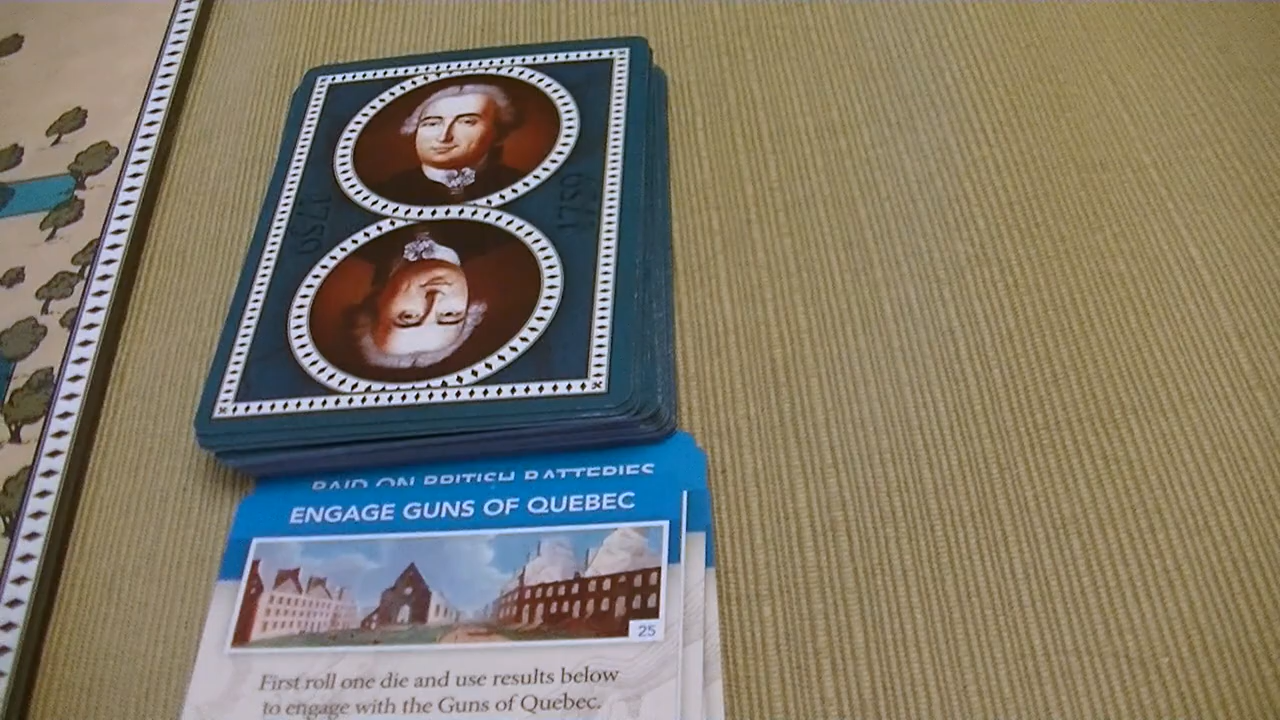 1759
1759
RAID ON BRITISH BATTERIES
ENGAGE GUNS OF QUEBEC
25
First roll one die and use results below
to engage with the Guns of Quebec.